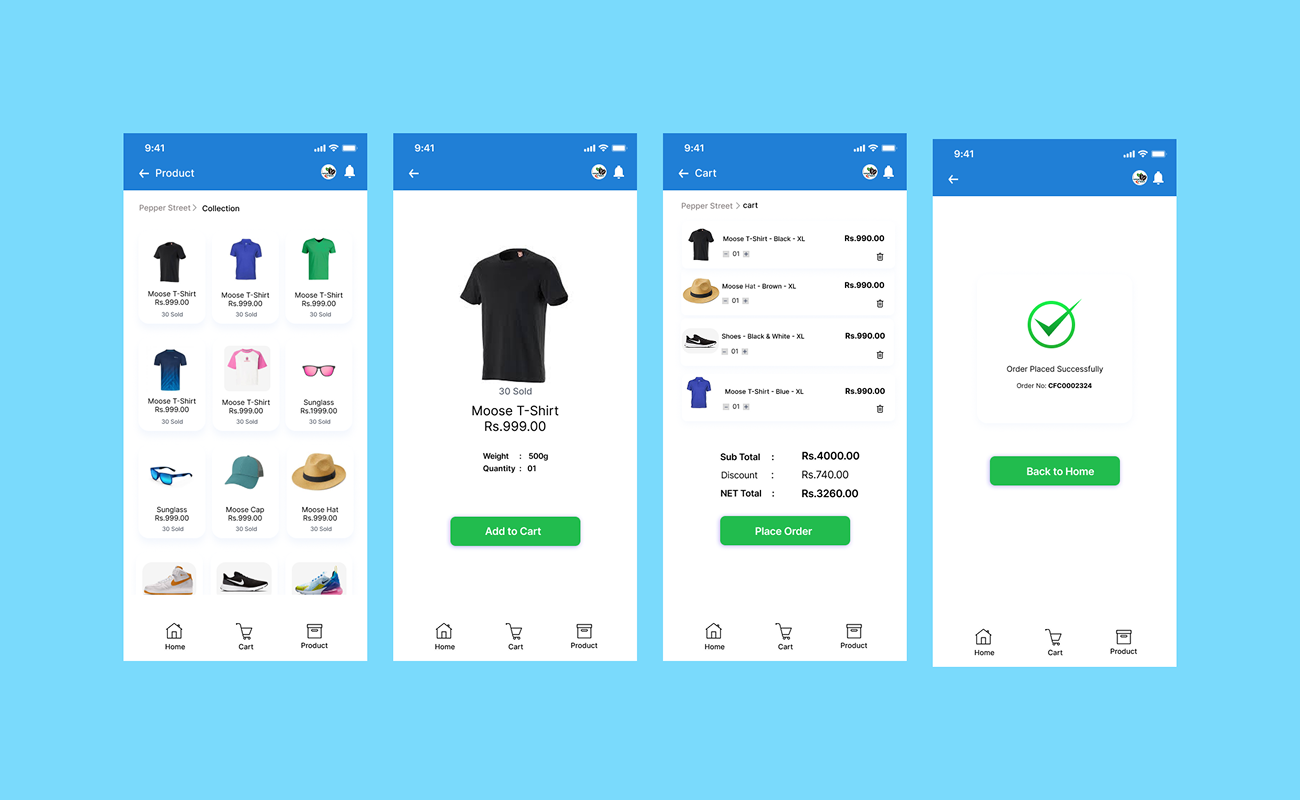 9:41
Product
Pepper Street > Collection
Moose T-Shirt
Rs.999.00
30 Sold
Moose T-Shirt
Rs.999.00
30 Sold
Moose T-Shirt
Rs.999.00
30 Sold
Moose T-Shirt
Rs.999.00
30 Sold
Moose T-Shirt
Rs.999.00
30 Sold
Sunglass
Rs.1999.00
30 Sold
Sunglass
Rs.999.00
30 Sold
Moose Cap
Rs.999.00
30 Sold
Moose Hat
Rs.999.00
30 Sold
Home
Cart
Product
9:41
30 Sold
Moose T-Shirt
Rs.999.00
Weight : 500g
Quantity : 01
Add to Cart
Home
Cart
Product
9:41
Cart
Pepper Street > cart
Moose T-Shirt - Black - XL
Rs.990.00
- 01 +
Moose Hat - Brown - XL
Rs.990.00
- 01 +
Shoes - Black & White - XL
Rs.990.00
- 01 +
Moose T-Shirt - Blue - XL
Rs.990.00
- 01 +
Sub Total : Rs.4000.00
Discount : Rs.740.00
NET Total : Rs.3260.00
Place Order
Home
Cart
Product
9:41
Order Placed Successfully
Order No: CFC0002324
Back to Home
Home
Cart
Product